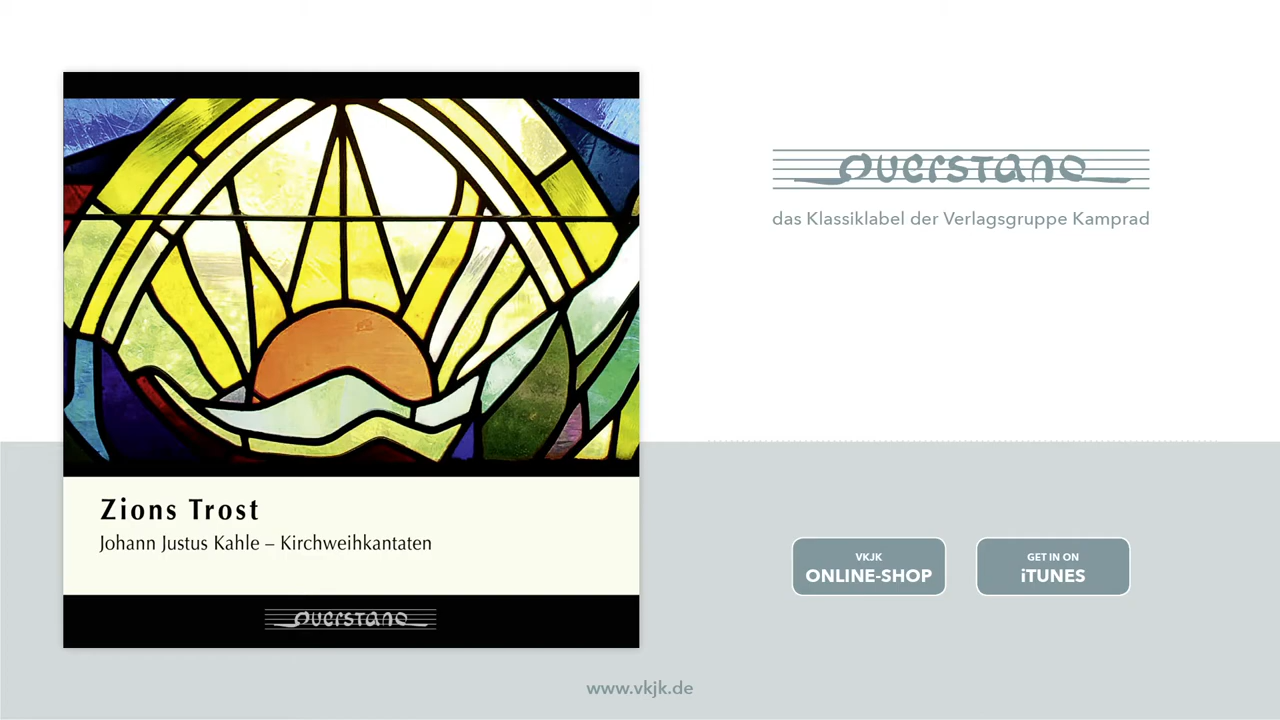 Querstand
das Klassiklabel der Verlagsgruppe Kamprad
Zions Trost
Johann Justus Kahle – Kirchweihkantaten
Querstand
VKJK
ONLINE-SHOP
GET IN ON
iTUNES
www.vkjk.de